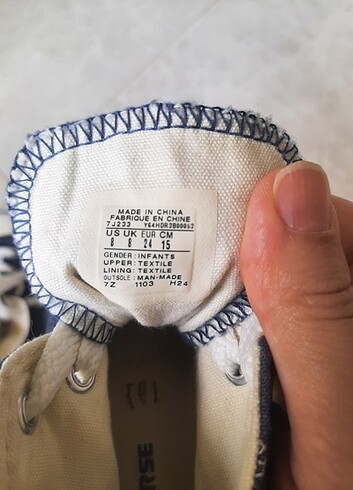 MADE IN CHINA
FABRIQUE EN CHINE
7J233 Y64HDR3B00052
US UK EUR CM
8 8 24 15
GENDER: INFANTS
UPPER: TEXTILE
LINING: TEXTILE
OUTSOLE: MAN-MADE
7Z 1103 H24
RSE